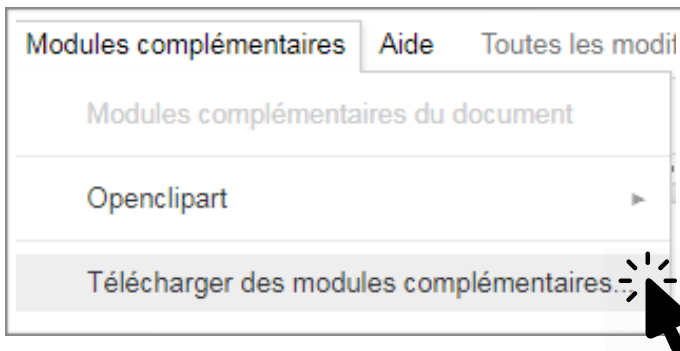 Modules complémentaires Aide Toutes les modif
Modules complémentaires du document
Openclipart
Télécharger des modules complémentaires...